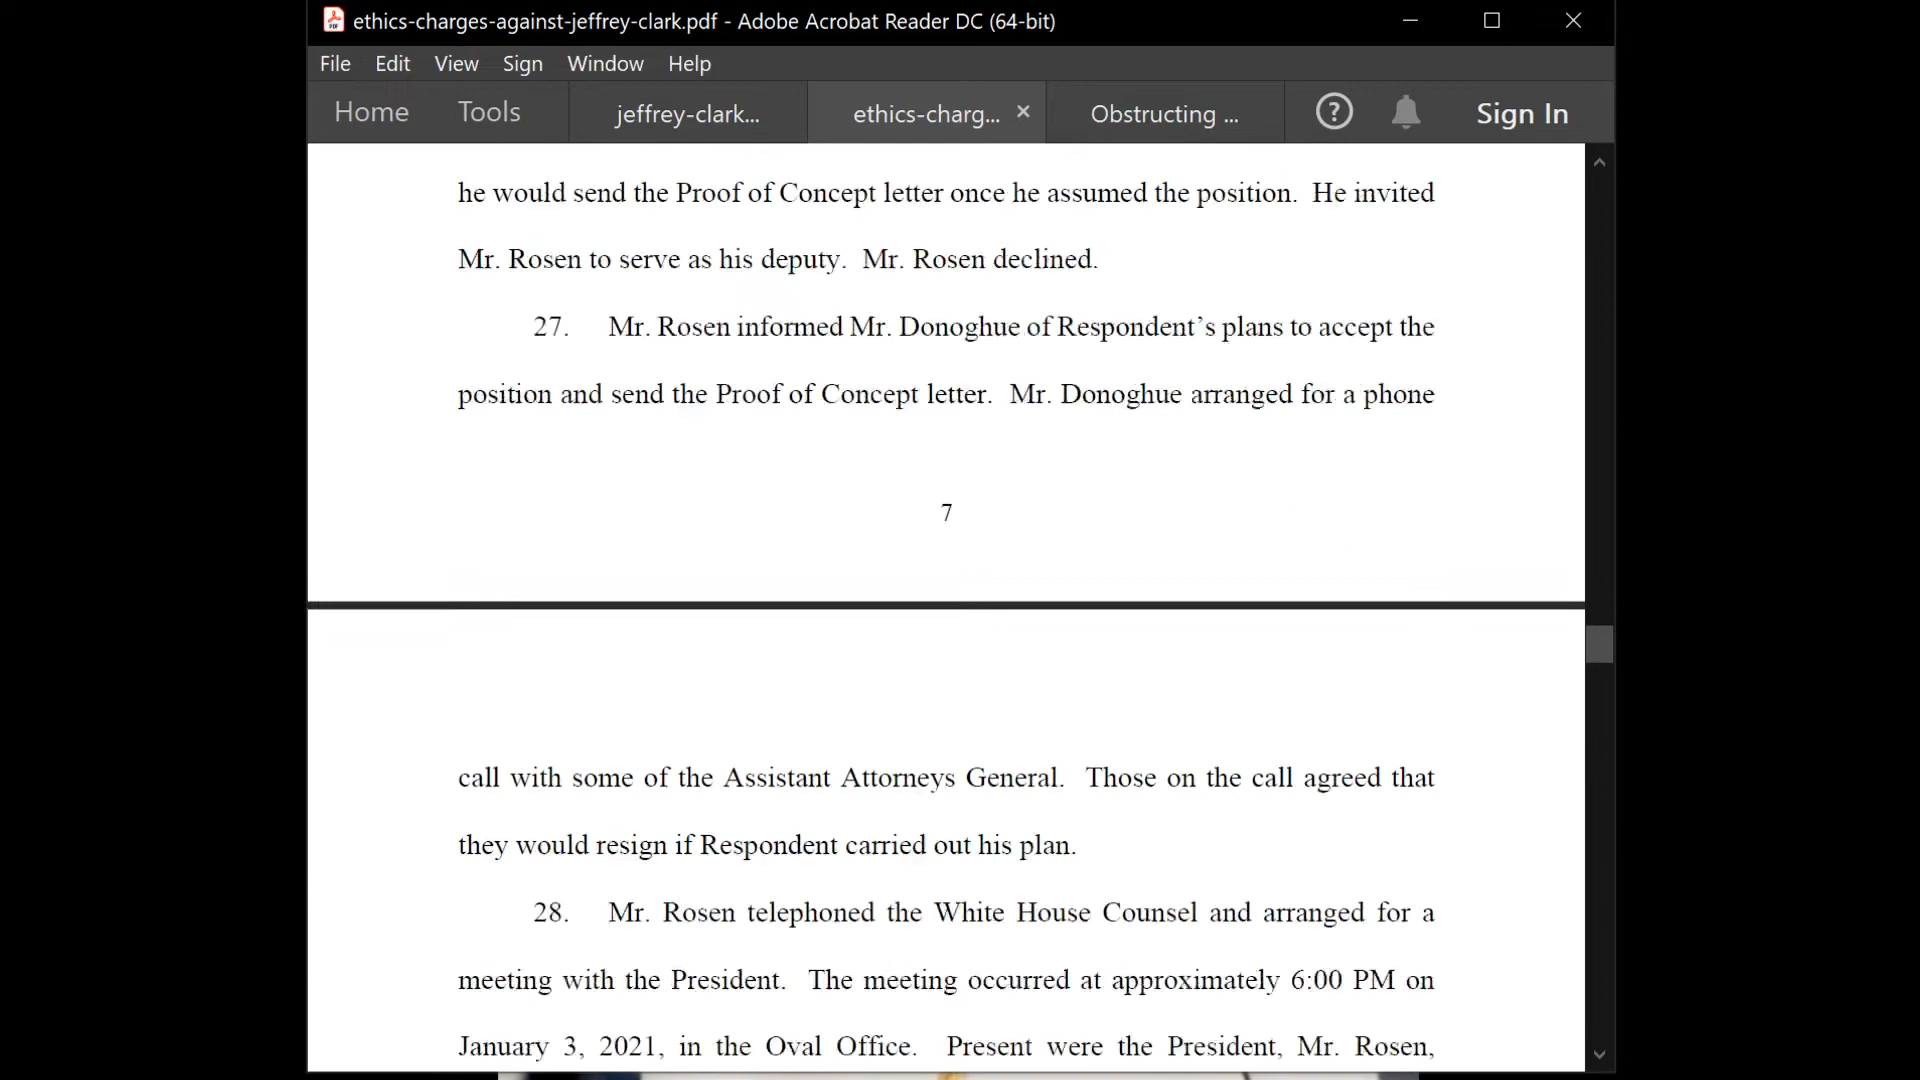 ethics-charges-against-jeffrey-clark.pdf - Adobe Acrobat Reader DC (64-bit)
File Edit View Sign Window Help
Home Tools jeffrey-clark... ethics-charg... Obstructing ... Sign In
he would send the Proof of Concept letter once he assumed the position. He invited
Mr. Rosen to serve as his deputy. Mr. Rosen declined.
27. Mr. Rosen informed Mr. Donoghue of Respondent's plans to accept the
position and send the Proof of Concept letter. Mr. Donoghue arranged for a phone
7
call with some of the Assistant Attorneys General. Those on the call agreed that
they would resign if Respondent carried out his plan.
28. Mr. Rosen telephoned the White House Counsel and arranged for a
meeting with the President. The meeting occurred at approximately 6:00 PM on
January 3, 2021, in the Oval Office. Present were the President, Mr. Rosen,